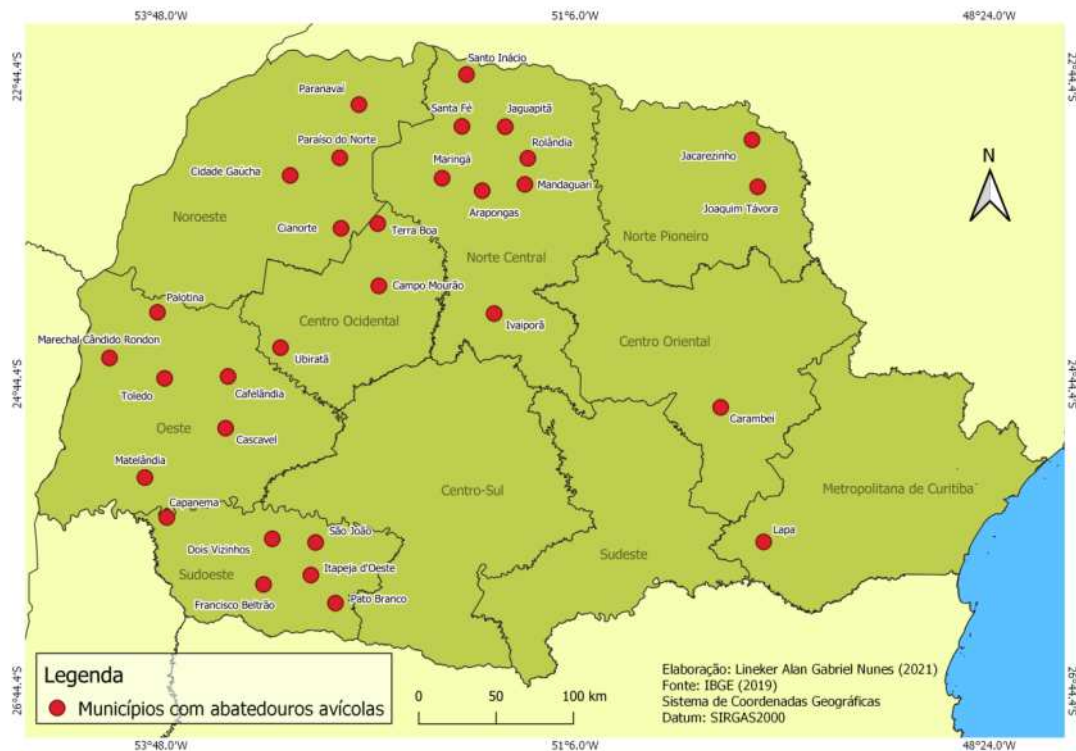 53°48.0'W
51°6.0'W
48°24.0'W
22°44.4'S
22°44.4'S
Santo Inácio
Paranavaí
Santa Fé
Jaguapitã
Paraíso do Norte
Rolândia
Jacarezinho
Cidade Gaúcha
Maringá
Mandaguari
Arapongas
Joaquim Távora
Noroeste
Cianorte
Terra Boa
Norte Pioneiro
Norte Central
N
Campo Mourão
Palotina
Centro Ocidental
Ivaiporã
Marechal Cândido Rondon
Ubiratã
Centro Oriental
24°44.4'S
24°44.4'S
Toledo
Cafelândia
Carambeí
Oeste
Cascavel
Matelândia
Centro-Sul
Metropolitana de Curitiba
Capanema
Dois Vizinhos
São João
Lapa
Sudoeste
Itapeja d'Oeste
Sudeste
Francisco Beltrão
Pato Branco
Legenda
Municípios com abatedouros avícolas
0 50 100 km
Elaboração: Lineker Alan Gabriel Nunes (2021)
Fonte: IBGE (2019)
Sistema de Coordenadas Geográficas
Datum: SIRGAS2000
26°44.4'S
26°44.4'S
53°48.0'W
51°6.0'W
48°24.0'W